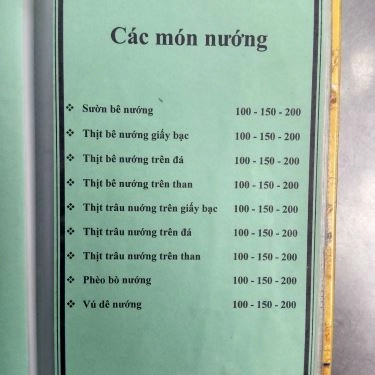 Các món nướng
❖ Sườn bê nướng 100 - 150 - 200
❖ Thịt bê nướng giấy bạc 100 - 150 - 200
❖ Thịt bê nướng trên đá 100 - 150 - 200
❖ Thịt bê nướng trên than 100 - 150 - 200
❖ Thịt trâu nuớng trên giấy bạc 100 - 150 - 200
❖ Thịt trâu nướng trên đá 100 - 150 - 200
❖ Thịt trâu nướng trên than 100 - 150 - 200
❖ Phèo bò nướng 100 - 150 - 200
❖ Vú dê nướng 100 - 150 - 200